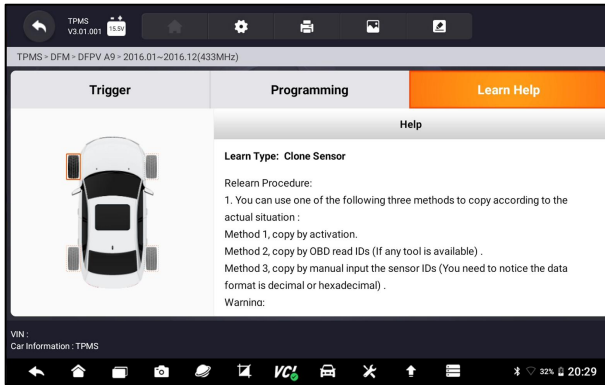 TPMS
V3.01.001
15.5V
TPMS > DFM > DFPV A9 > 2016.01~2016.12(433MHz)
Trigger
Programming
Learn Help
Help
Learn Type: Clone Sensor
Relearn Procedure:
1. You can use one of the following three methods to copy according to the
actual situation :
Method 1, copy by activation.
Method 2, copy by OBD read IDs (If any tool is available) .
Method 3, copy by manual input the sensor IDs (You need to notice the data
format is decimal or hexadecimal) .
Warning:
VIN :
Car Information : TPMS
VCI
32%
20:29